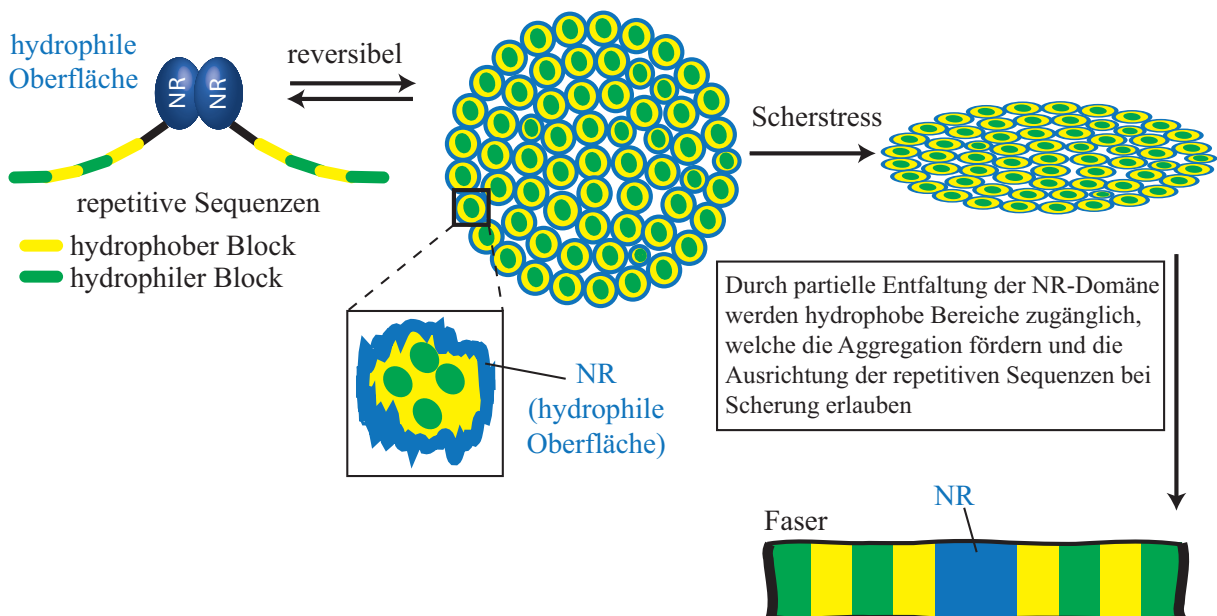 hydrophile
Oberfläche
NR
NR
reversibel
Scherstress
repetitive Sequenzen
hydrophober Block
hydrophiler Block
NR
(hydrophile
Oberfläche)
Durch partielle Entfaltung der NR-Domäne
werden hydrophobe Bereiche zugänglich,
welche die Aggregation fördern und die
Ausrichtung der repetitiven Sequenzen bei
Scherung erlauben
NR
Faser